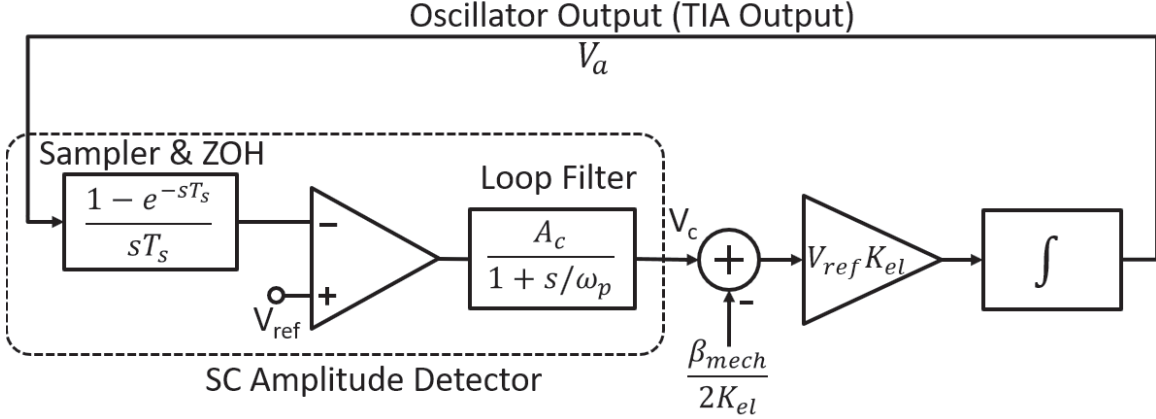 Oscillator Output (TIA Output)
V_a
Sampler & ZOH
1 − e^{−sT_s}
sT_s
−
+
V_ref
Loop Filter
A_c
1 + s/ω_p
V_c
+
-
β_mech
2K_el
V_ref K_el
∫
SC Amplitude Detector